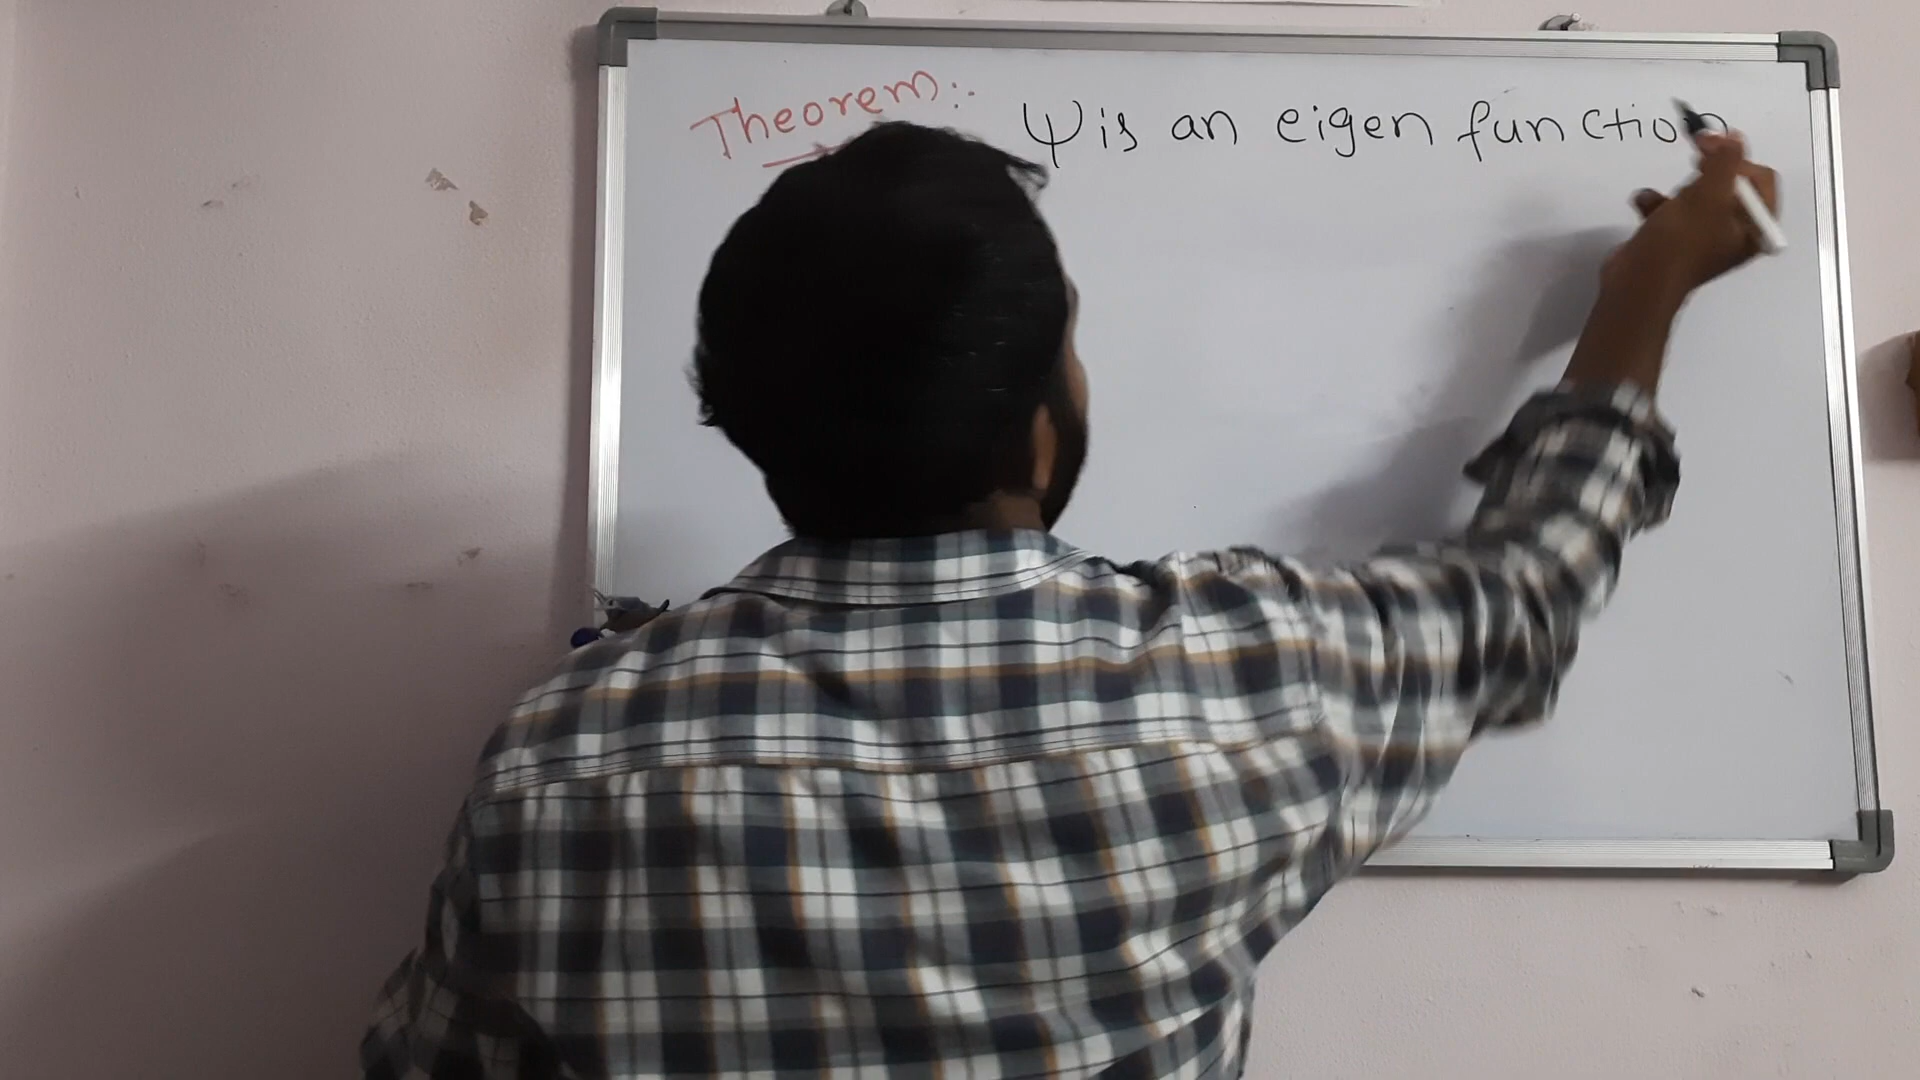 Theorem:- ψ is an eigen function